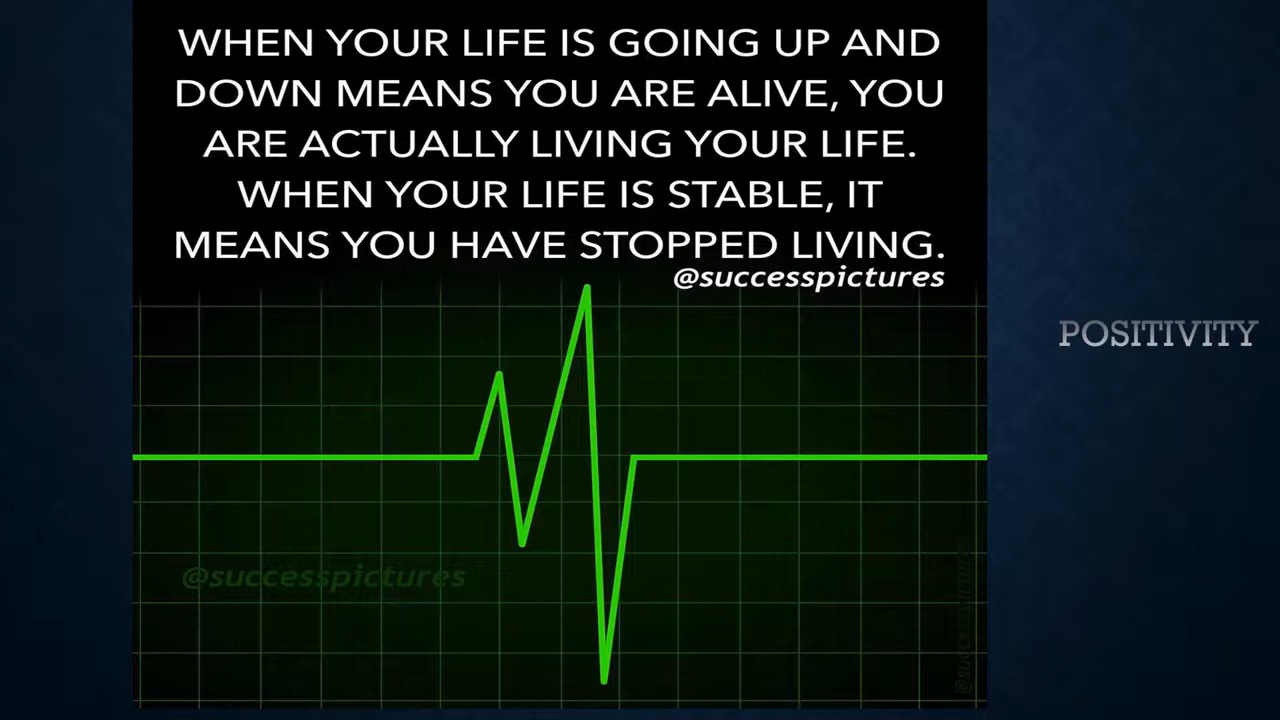 WHEN YOUR LIFE IS GOING UP AND
DOWN MEANS YOU ARE ALIVE, YOU
ARE ACTUALLY LIVING YOUR LIFE.
WHEN YOUR LIFE IS STABLE, IT
MEANS YOU HAVE STOPPED LIVING.
@successpictures
POSITIVITY
@successpictures
@successpictures